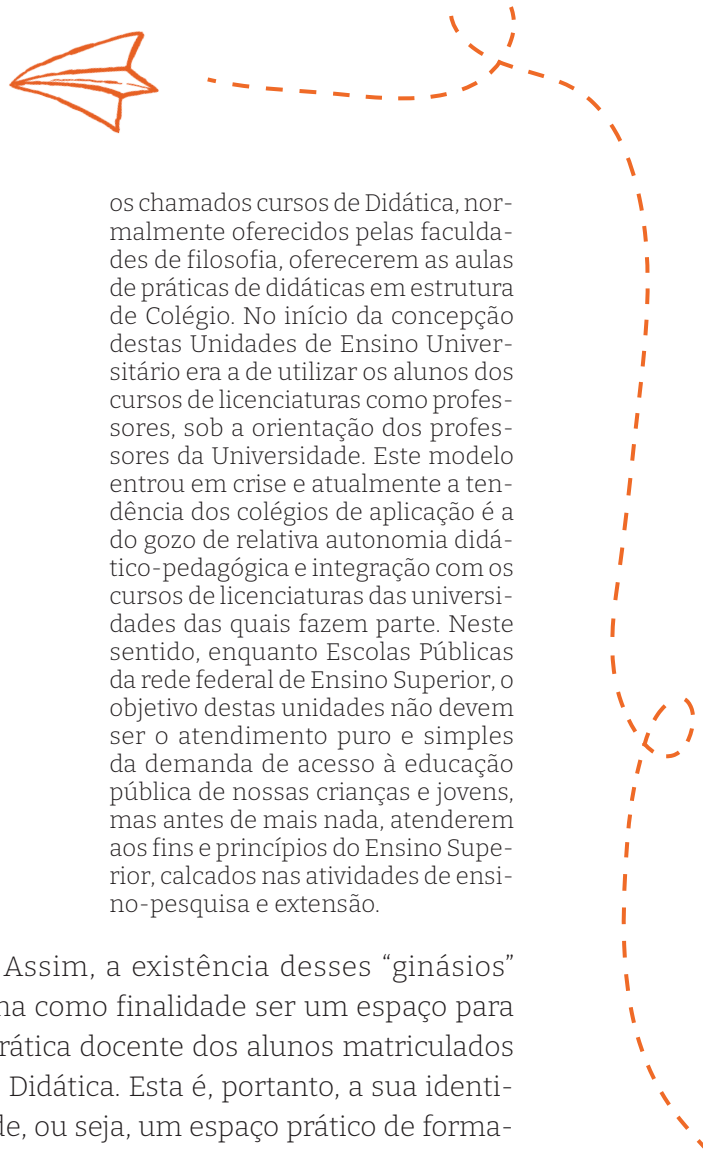 os chamados cursos de Didática, nor-
malmente oferecidos pelas faculda-
des de filosofia, oferecerem as aulas
de práticas de didáticas em estrutura
de Colégio. No início da concepção
destas Unidades de Ensino Univer-
sitário era a de utilizar os alunos dos
cursos de licenciaturas como profes-
sores, sob a orientação dos profes-
sores da Universidade. Este modelo
entrou em crise e atualmente a ten-
dência dos colégios de aplicação é a
do gozo de relativa autonomia didá-
tico-pedagógica e integração com os
cursos de licenciaturas das universi-
dades das quais fazem parte. Neste
sentido, enquanto Escolas Públicas
da rede federal de Ensino Superior, o
objetivo destas unidades não devem
ser o atendimento puro e simples
da demanda de acesso à educação
pública de nossas crianças e jovens,
mas antes de mais nada, atenderem
aos fins e princípios do Ensino Supe-
rior, calcados nas atividades de ensi-
no-pesquisa e extensão.
Assim, a existência desses “ginásios”
como finalidade ser um espaço para
docente dos alunos matriculados
Didática. Esta é, portanto, a sua identi-
ou seja, um espaço prático de forma-